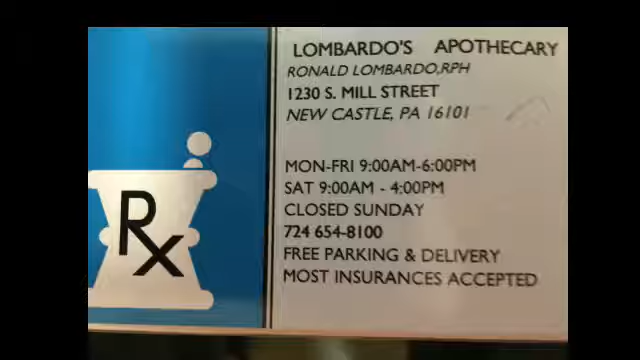 LOMBARDO'S APOTHECARY
RONALD LOMBARDO,RPH
1230 S. MILL STREET
NEW CASTLE, PA 16101
MON-FRI 9:00AM-6:00PM
SAT 9:00AM - 4:00PM
CLOSED SUNDAY
724 654-8100
FREE PARKING & DELIVERY
MOST INSURANCES ACCEPTED
Rx